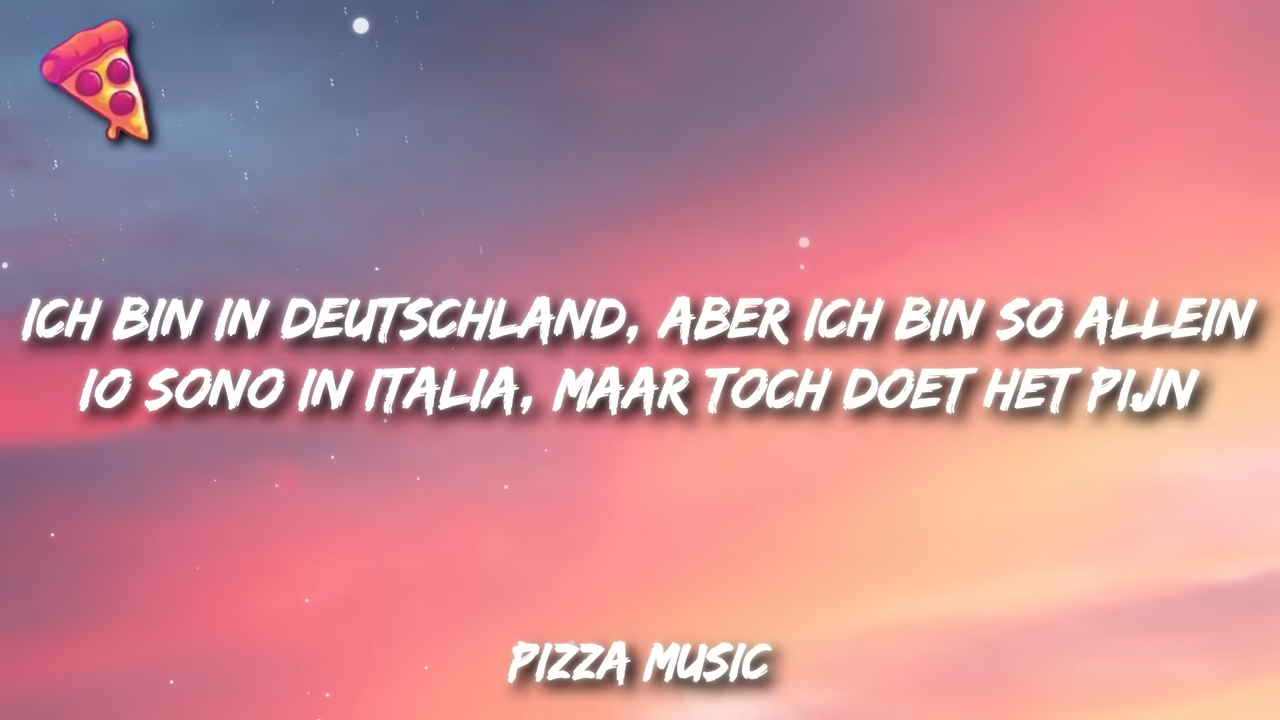 ICH BIN IN DEUTSCHLAND, ABER ICH BIN SO ALLEIN
IO SONO IN ITALIA, MAAR TOCH DOET HET PIJN
PIZZA MUSIC